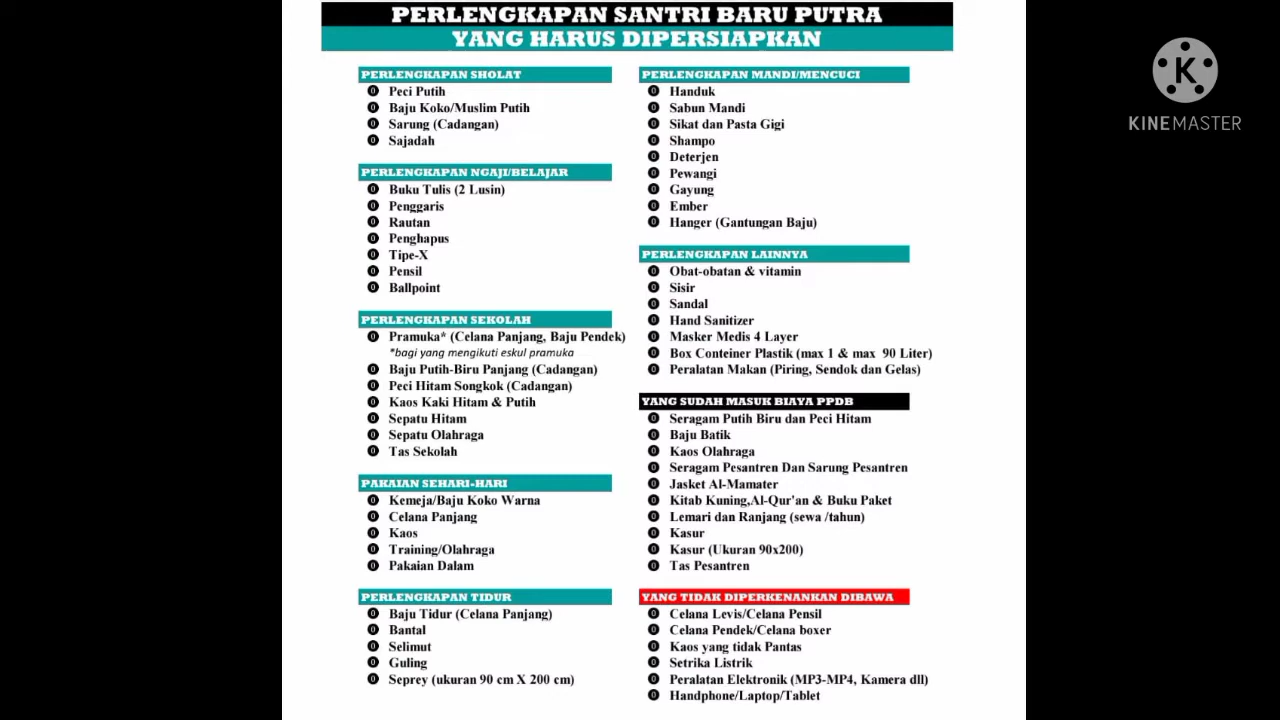 PERLENGKAPAN SANTRI BARU PUTRA
YANG HARUS DIPERSIAPKAN
PERLENGKAPAN SHOLAT
Peci Putih
Baju Koko/Muslim Putih
Sarung (Cadangan)
Sajadah
PERLENGKAPAN NGAJI/BELAJAR
Buku Tulis (2 Lusin)
Penggaris
Rautan
Penghapus
Tipe-X
Pensil
Ballpoint
PERLENGKAPAN SEKOLAH
Pramuka* (Celana Panjang, Baju Pendek)
*bagi yang mengikuti eskul pramuka
Baju Putih-Biru Panjang (Cadangan)
Peci Hitam Songkok (Cadangan)
Kaos Kaki Hitam & Putih
Sepatu Hitam
Sepatu Olahraga
Tas Sekolah
PAKAIAN SEHARI-HARI
Kemeja/Baju Koko Warna
Celana Panjang
Kaos
Training/Olahraga
Pakaian Dalam
PERLENGKAPAN TIDUR
Baju Tidur (Celana Panjang)
Bantal
Selimut
Guling
Seprey (ukuran 90 cm X 200 cm)
PERLENGKAPAN MANDI/MENCUCI
Handuk
Sabun Mandi
Sikat dan Pasta Gigi
Shampo
Deterjen
Pewangi
Gayung
Ember
Hanger (Gantungan Baju)
PERLENGKAPAN LAINNYA
Obat-obatan & vitamin
Sisir
Sandal
Hand Sanitizer
Masker Medis 4 Layer
Box Conteiner Plastik (max 1 & max 90 Liter)
Peralatan Makan (Piring, Sendok dan Gelas)
YANG SUDAH MASUK BIAYA PPDB
Seragam Putih Biru dan Peci Hitam
Baju Batik
Kaos Olahraga
Seragam Pesantren Dan Sarung Pesantren
Jasket Al-Mamater
Kitab Kuning,Al-Qur'an & Buku Paket
Lemari dan Ranjang (sewa /tahun)
Kasur
Kasur (Ukuran 90x200)
Tas Pesantren
YANG TIDAK DIPERKENANKAN DIBAWA
Celana Levis/Celana Pensil
Celana Pendek/Celana boxer
Kaos yang tidak Pantas
Setrika Listrik
Peralatan Elektronik (MP3-MP4, Kamera dll)
Handphone/Laptop/Tablet
K
KINEMASTER